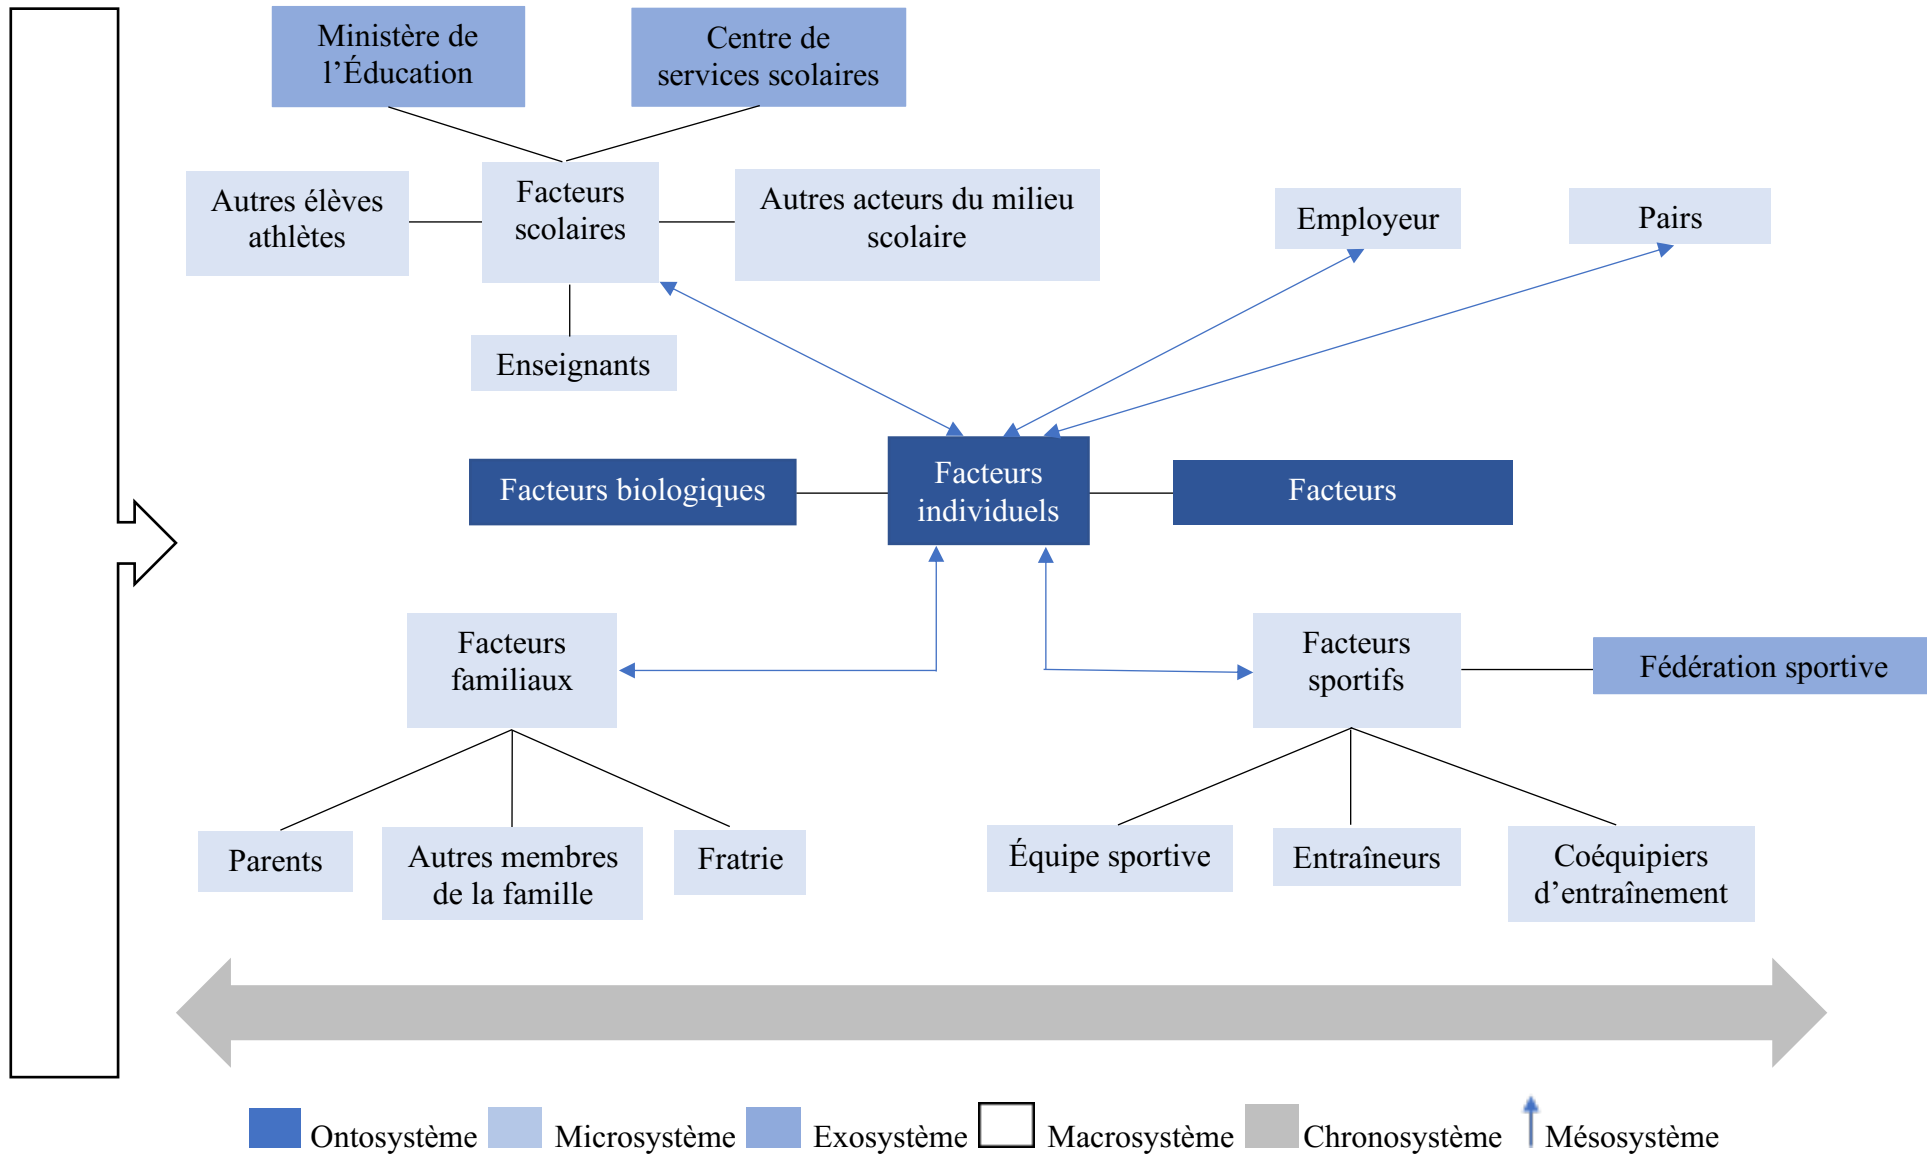 Ministère de
l’Éducation
Centre de
services scolaires
Autres élèves
athlètes
Facteurs
scolaires
Autres acteurs du milieu
scolaire
Employeur
Pairs
Enseignants
Facteurs biologiques
Facteurs
individuels
Facteurs
Facteurs
familiaux
Facteurs
sportifs
Fédération sportive
Parents
Autres membres
de la famille
Fratrie
Équipe sportive
Entraîneurs
Coéquipiers
d’entraînement
Ontosystème
Microsystème
Exosystème
Macrosystème
Chronosystème
Mésosystème